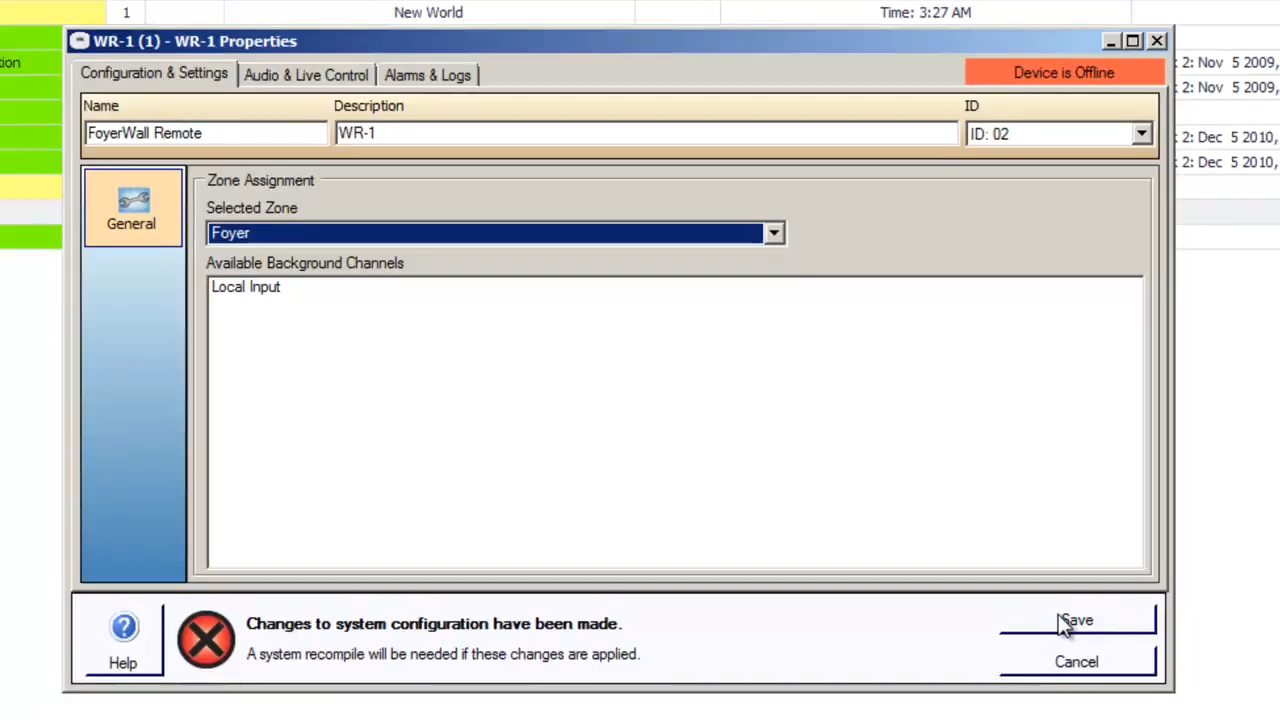 1
New World
Time: 3:27 AM
WR-1 (1) - WR-1 Properties
Configuration & Settings
Audio & Live Control
Alarms & Logs
Device is Offline
Name
Description
ID
FoyerWall Remote
WR-1
ID: 02
tion
2: Nov 5 2009,
2: Nov 5 2009,
2: Dec 5 2010,
2: Dec 5 2010,
General
Zone Assignment
Selected Zone
Foyer
Available Background Channels
Local Input
Help
Changes to system configuration have been made.
A system recompile will be needed if these changes are applied.
Save
Cancel